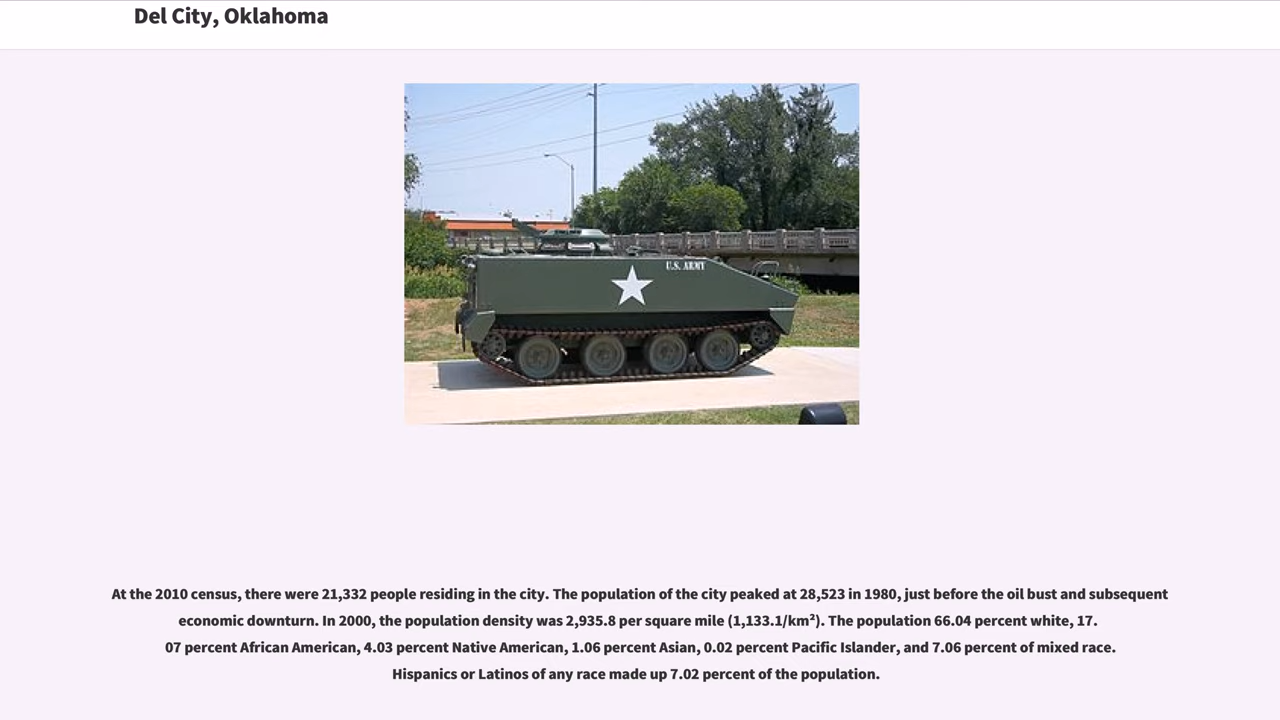 Del City, Oklahoma
U.S. ARMY
At the 2010 census, there were 21,332 people residing in the city. The population of the city peaked at 28,523 in 1980, just before the oil bust and subsequent
economic downturn. In 2000, the population density was 2,935.8 per square mile (1,133.1/km²). The population 66.04 percent white, 17.
07 percent African American, 4.03 percent Native American, 1.06 percent Asian, 0.02 percent Pacific Islander, and 7.06 percent of mixed race.
Hispanics or Latinos of any race made up 7.02 percent of the population.